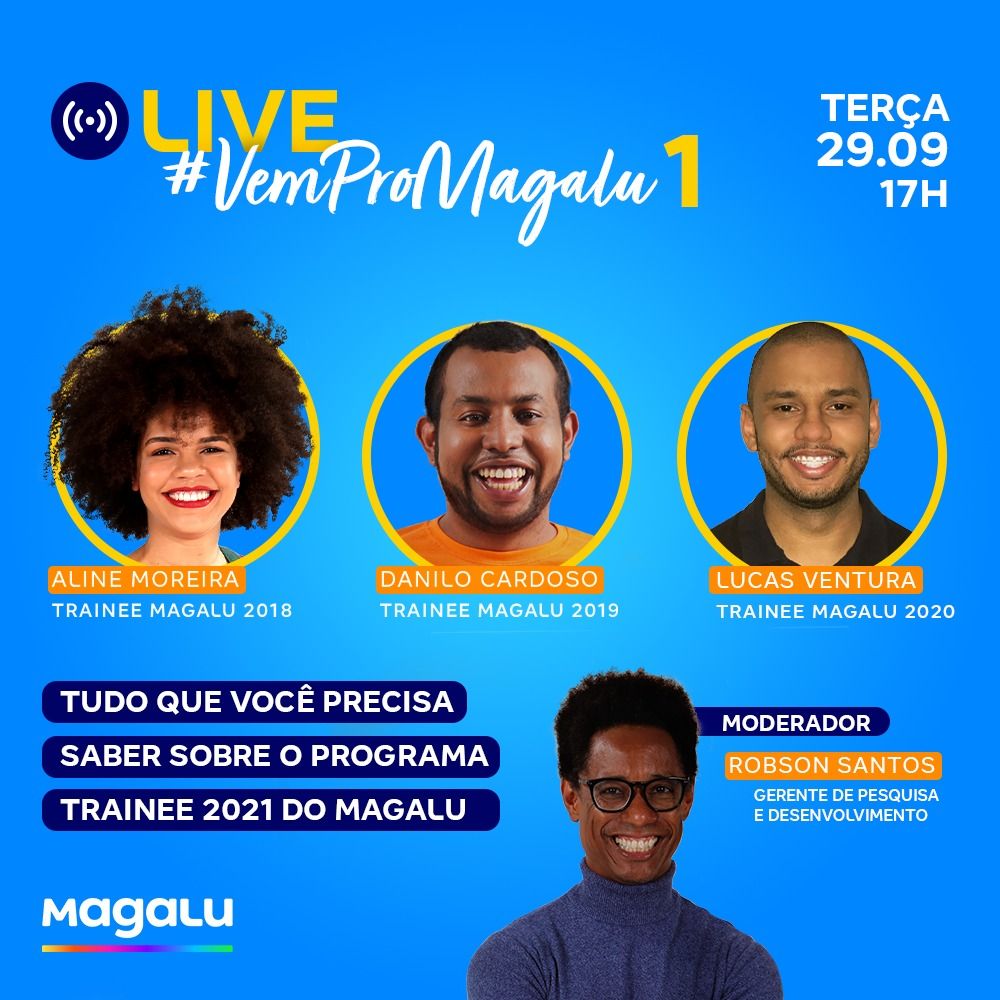 LIVE
#VemProMagalu 1
TERÇA
29.09
17H
ALINE MOREIRA
TRAINEE MAGALU 2018
DANILO CARDOSO
TRAINEE MAGALU 2019
LUCAS VENTURA
TRAINEE MAGALU 2020
TUDO QUE VOCÊ PRECISA
SABER SOBRE O PROGRAMA
TRAINEE 2021 DO MAGALU
MODERADOR
ROBSON SANTOS
GERENTE DE PESQUISA
E DESENVOLVIMENTO
Magalu